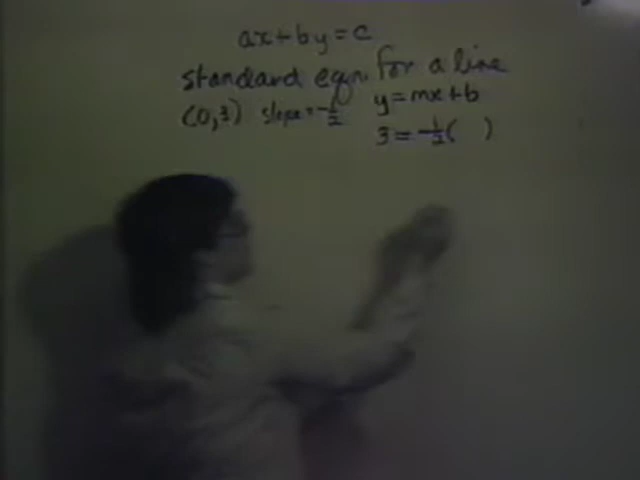 ax+by=c
standard eqn. for a line
(0,3) slope=-1/2 y=mx+b
3=-1/2( )